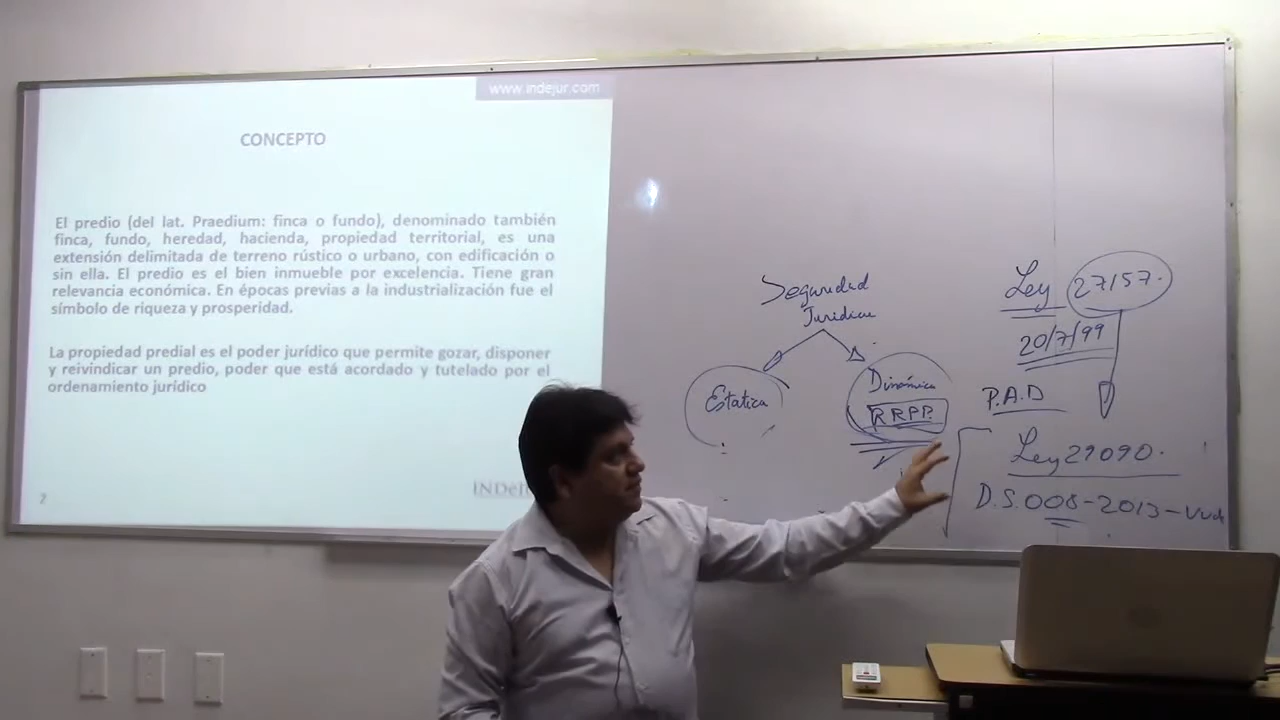 www.indejur.com
CONCEPTO
El predio (del lat. Praedium: finca o fundo), denominado también
finca, fundo, heredad, hacienda, propiedad territorial, es una
extensión delimitada de terreno rústico o urbano, con edificación o
sin ella. El predio es el bien inmueble por excelencia. Tiene gran
relevancia económica. En épocas previas a la industrialización fue el
símbolo de riqueza y prosperidad.
La propiedad predial es el poder jurídico que permite gozar, disponer
y reivindicar un predio, poder que está acordado y tutelado por el
ordenamiento jurídico
2
Seguridad
Jurídica
Estatica
Dinámica
RRPP.
Ley 27157.
20/7/99
P.A.D
Ley 29090.
D.S. 008-2013-